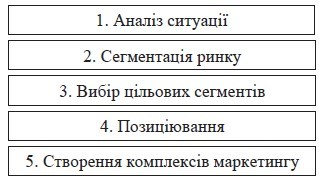 1. Аналіз ситуації
2. Сегментація ринку
3. Вибір цільових сегментів
4. Позиціювання
5. Створення комплексів маркетингу